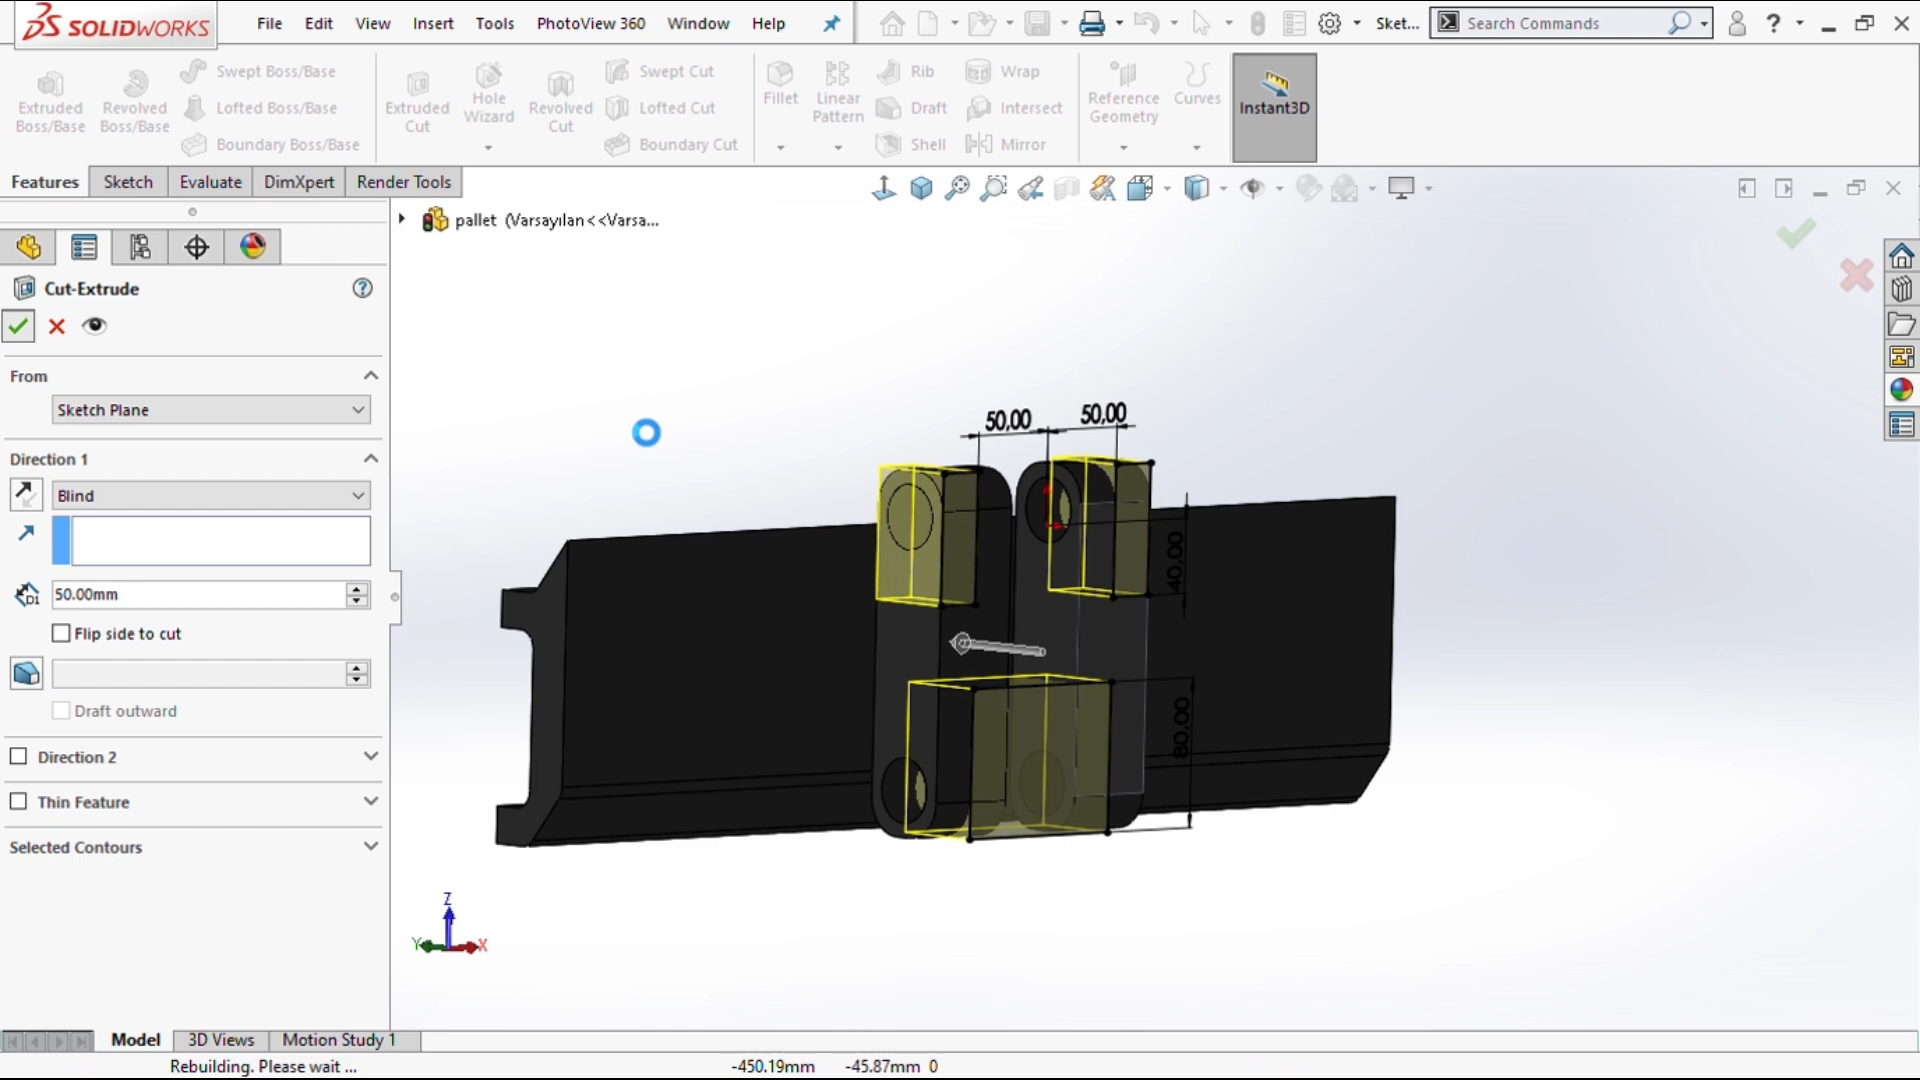 SOLIDWORKS
File Edit View Insert Tools PhotoView 360 Window Help
Sket...
Search Commands
?
Extruded Boss/Base
Revolved Boss/Base
Swept Boss/Base
Lofted Boss/Base
Boundary Boss/Base
Extruded Cut
Hole Wizard
Revolved Cut
Swept Cut
Lofted Cut
Boundary Cut
Fillet
Linear Pattern
Rib
Draft
Shell
Wrap
Intersect
Mirror
Reference Geometry
Curves
Instant3D
Features Sketch Evaluate DimXpert Render Tools
pallet (Varsayılan<<Varsa...
Cut-Extrude
?
From
Sketch Plane
Direction 1
Blind
D1
50.00mm
Flip side to cut
Draft outward
Direction 2
Thin Feature
Selected Contours
50,00
50,00
40,00
80,00
Z
Y
X
Model 3D Views Motion Study 1
Rebuilding. Please wait ...
-450.19mm -45.87mm 0